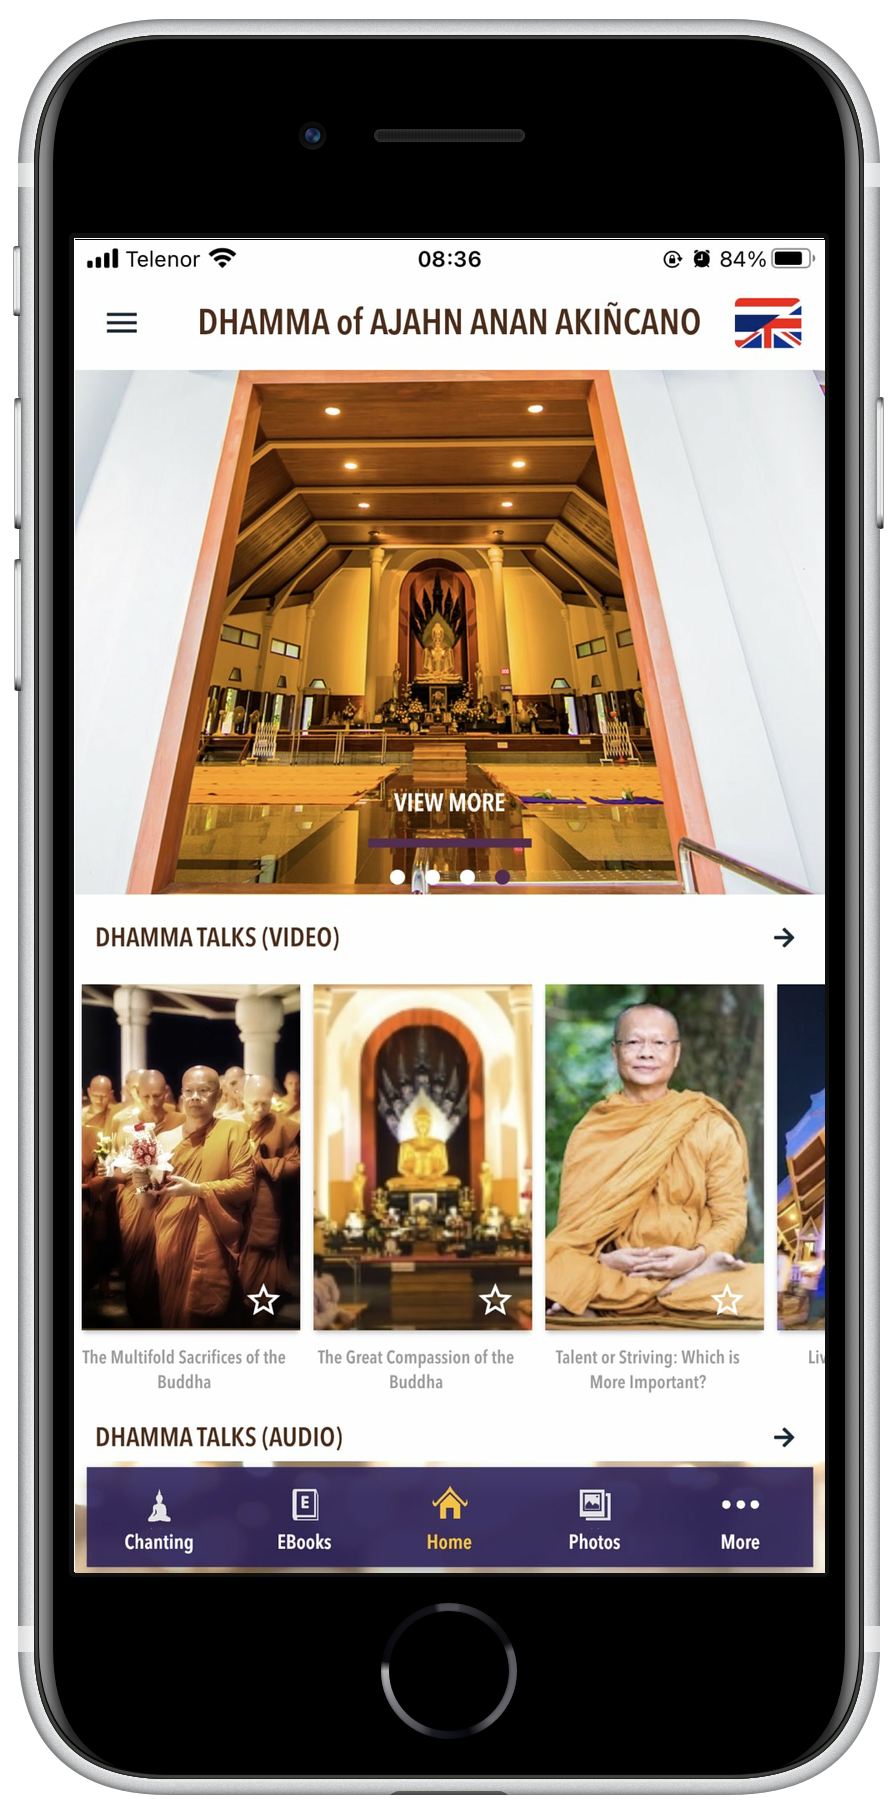 Telenor 08:36 84%
DHAMMA of AJAHN ANAN AKIÑCANO
VIEW MORE
DHAMMA TALKS (VIDEO)
The Multifold Sacrifices of the
Buddha
The Great Compassion of the
Buddha
Talent or Striving: Which is
More Important?
Liv
DHAMMA TALKS (AUDIO)
E
Chanting
EBooks
Home
Photos
More